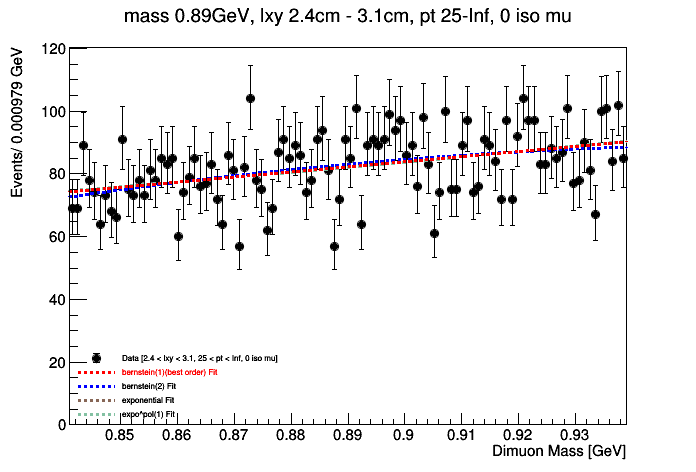 mass 0.89GeV, lxy 2.4cm - 3.1cm, pt 25-Inf, 0 iso mu
Events/ 0.000979 GeV
120
100
80
60
40
20
0
Data [2.4 < lxy < 3.1, 25 < pt < Inf, 0 iso mu]
bernstein(1)(best order) Fit
bernstein(2) Fit
exponential Fit
expo*pol(1) Fit
0.85 0.86 0.87 0.88 0.89 0.9 0.91 0.92 0.93
Dimuon Mass [GeV]